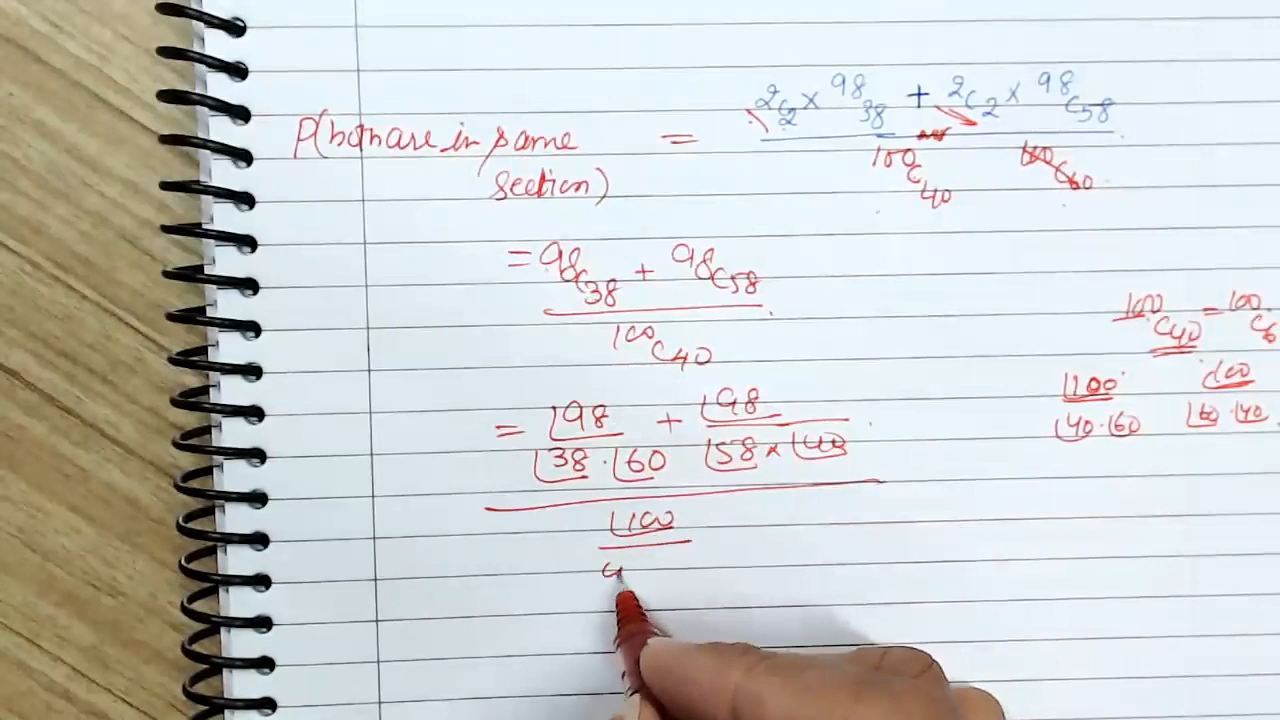 P(both are in same section) = 2C2 × 98C38 + 2C2 × 98C58
100C40 100C60
= 98C38 + 98C58
100C40
100C40 = 100C6
= ⌊98 + ⌊98
⌊38 · ⌊60 ⌊58 × ⌊40
⌊100 ⌊100
⌊40 · ⌊60 ⌊60 · ⌊40
⌊100